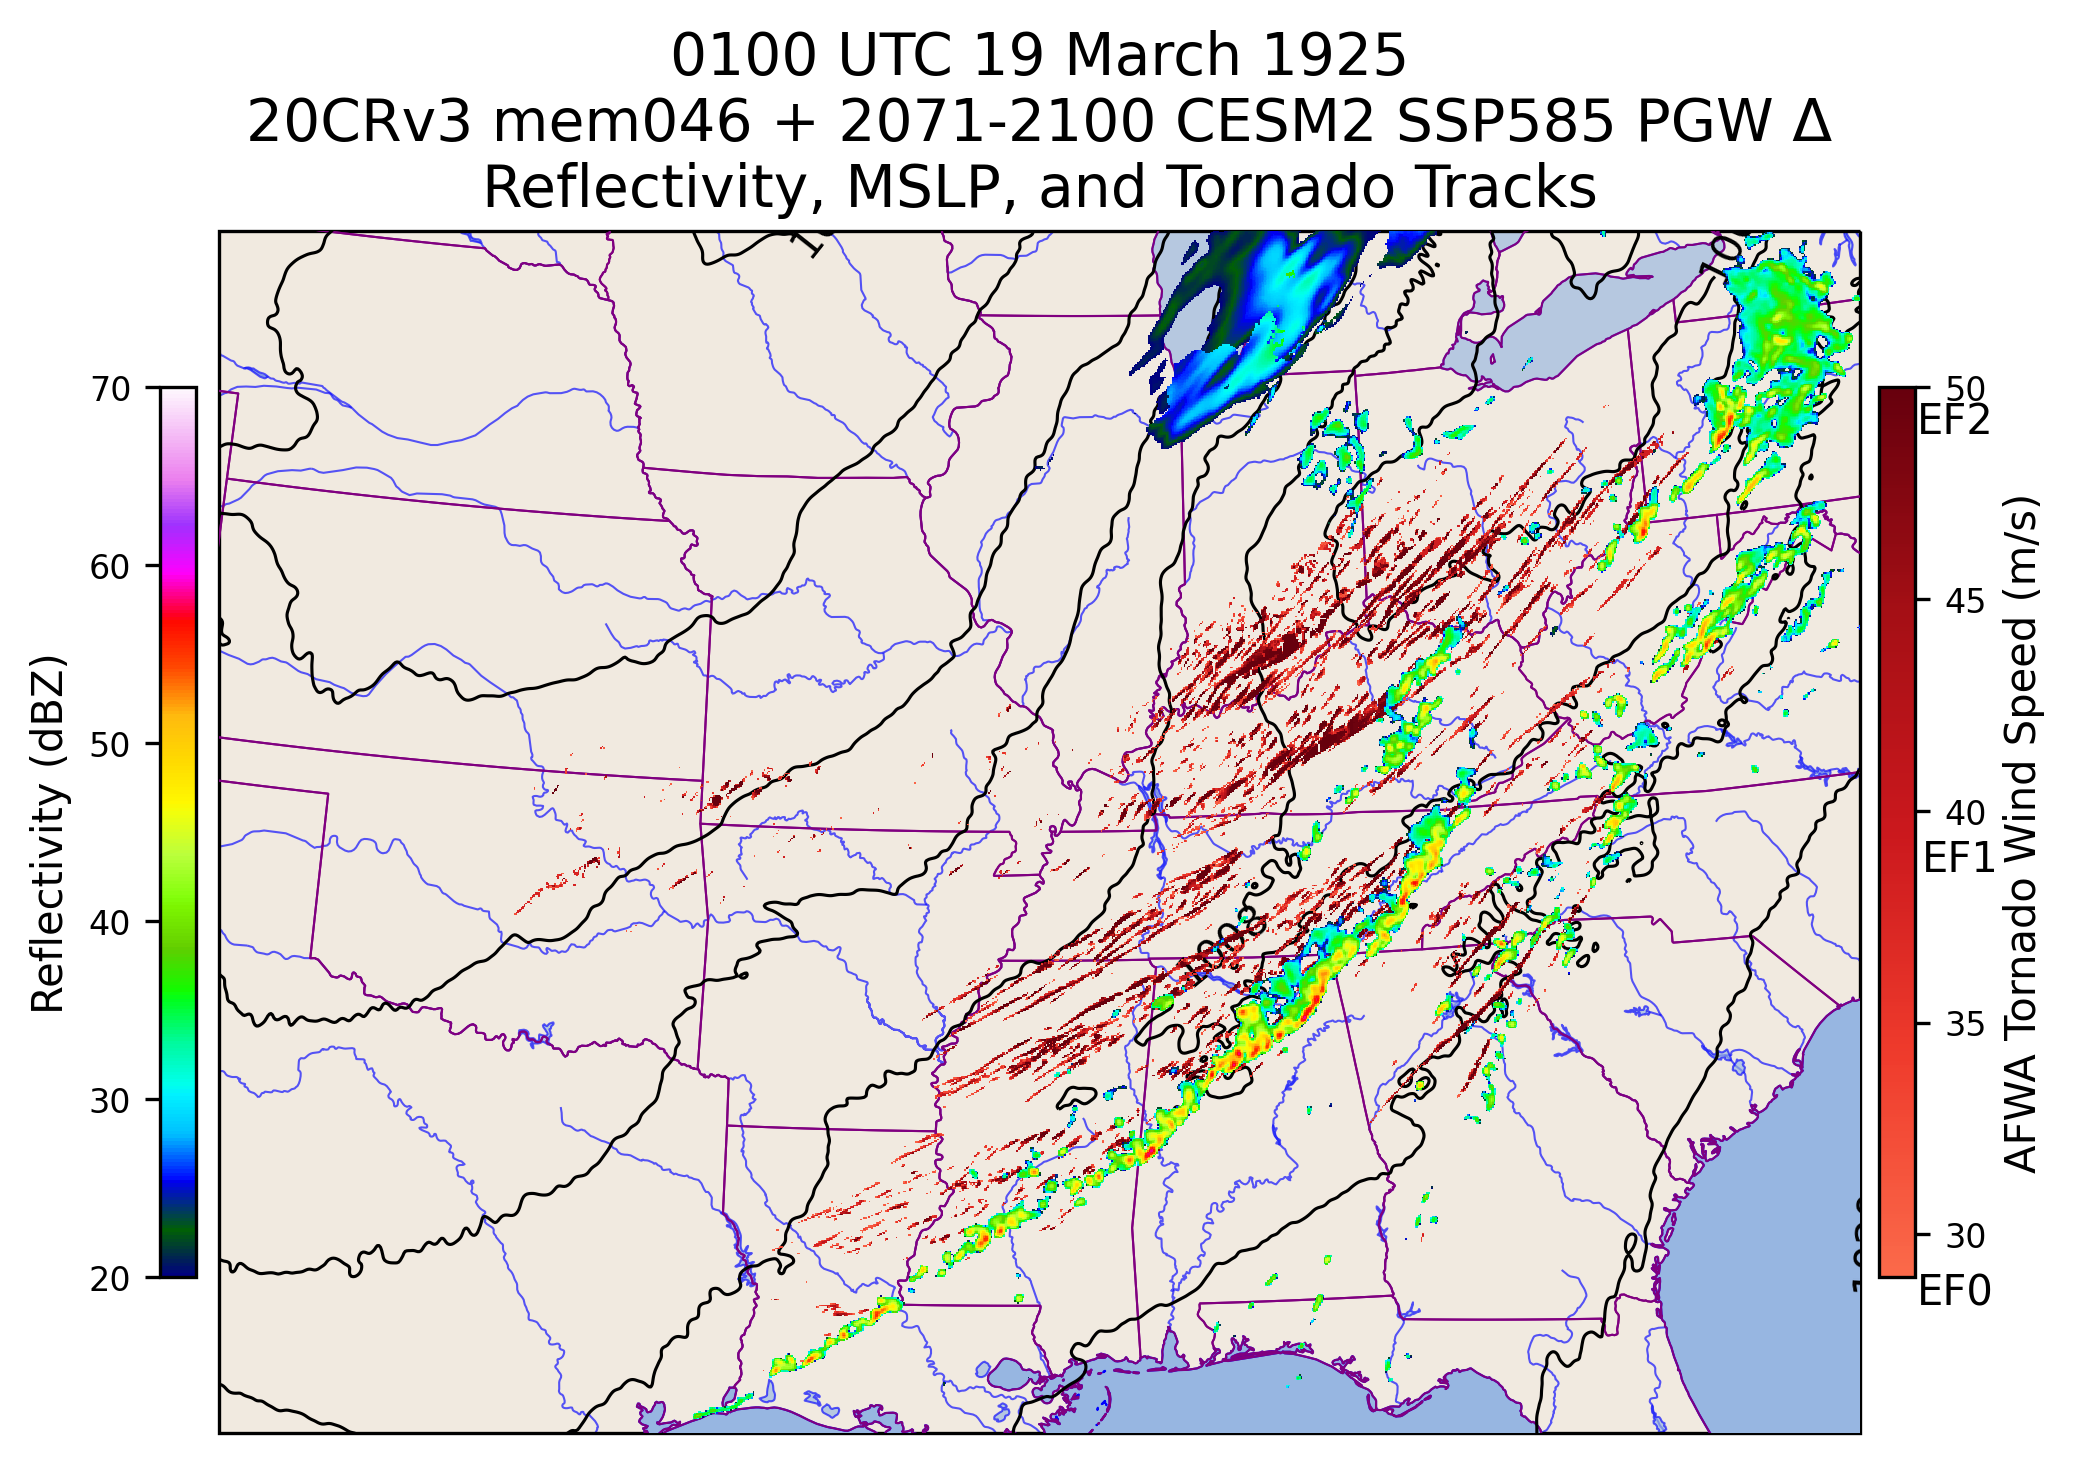 0100 UTC 19 March 1925
20CRv3 mem046 + 2071-2100 CESM2 SSP585 PGW Δ
Reflectivity, MSLP, and Tornado Tracks
Reflectivity (dBZ)
70
60
50
40
30
20
50
EF2
45
40
EF1
35
30
EF0
AFWA Tornado Wind Speed (m/s)